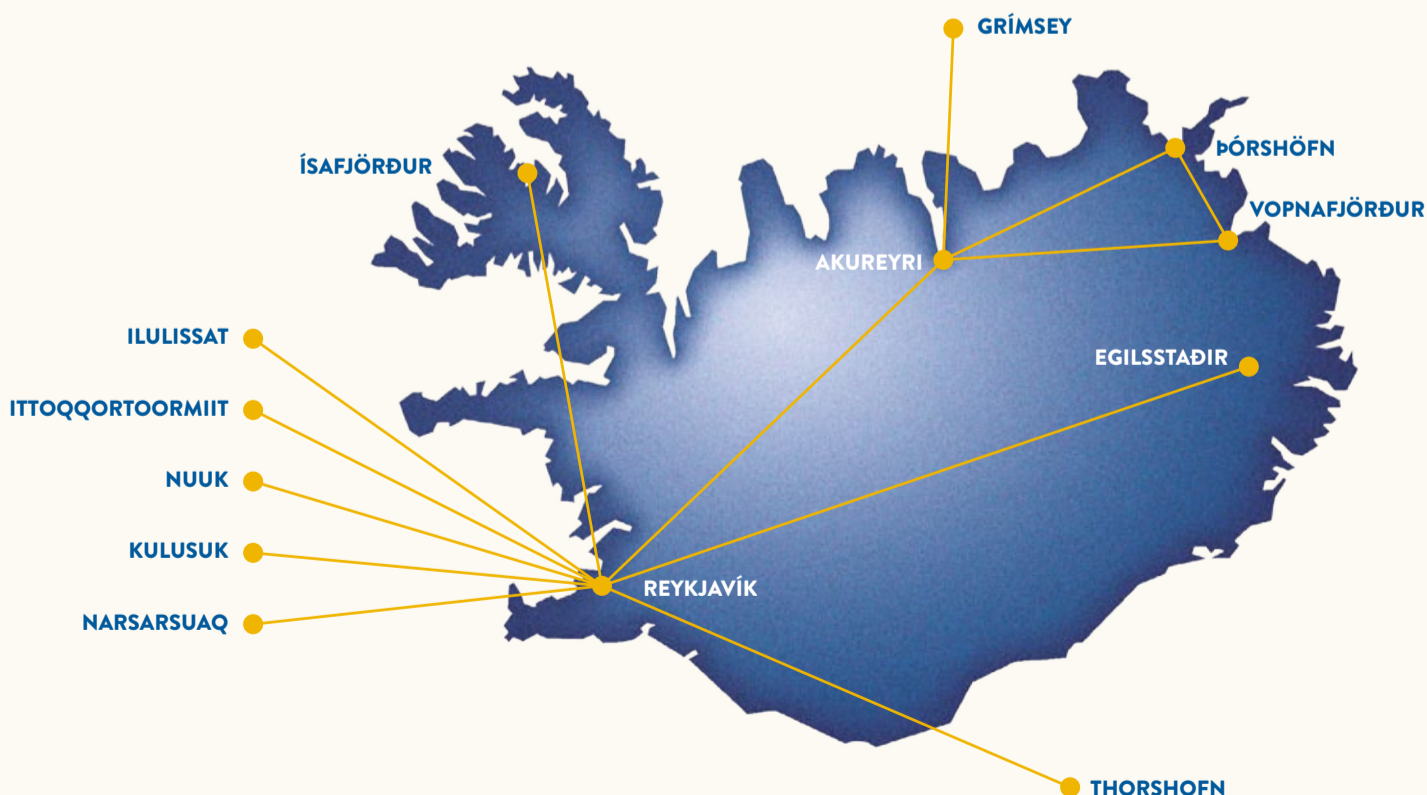 GRÍMSEY
ÞÓRSHÖFN
ÍSAFJÖRÐUR
VOPNAFJÖRÐUR
AKUREYRI
ILULISSAT
EGILSSTAÐIR
ITTOQQORTOORMIIT
NUUK
KULUSUK
REYKJAVÍK
NARSARSUAQ
THORSHOFN